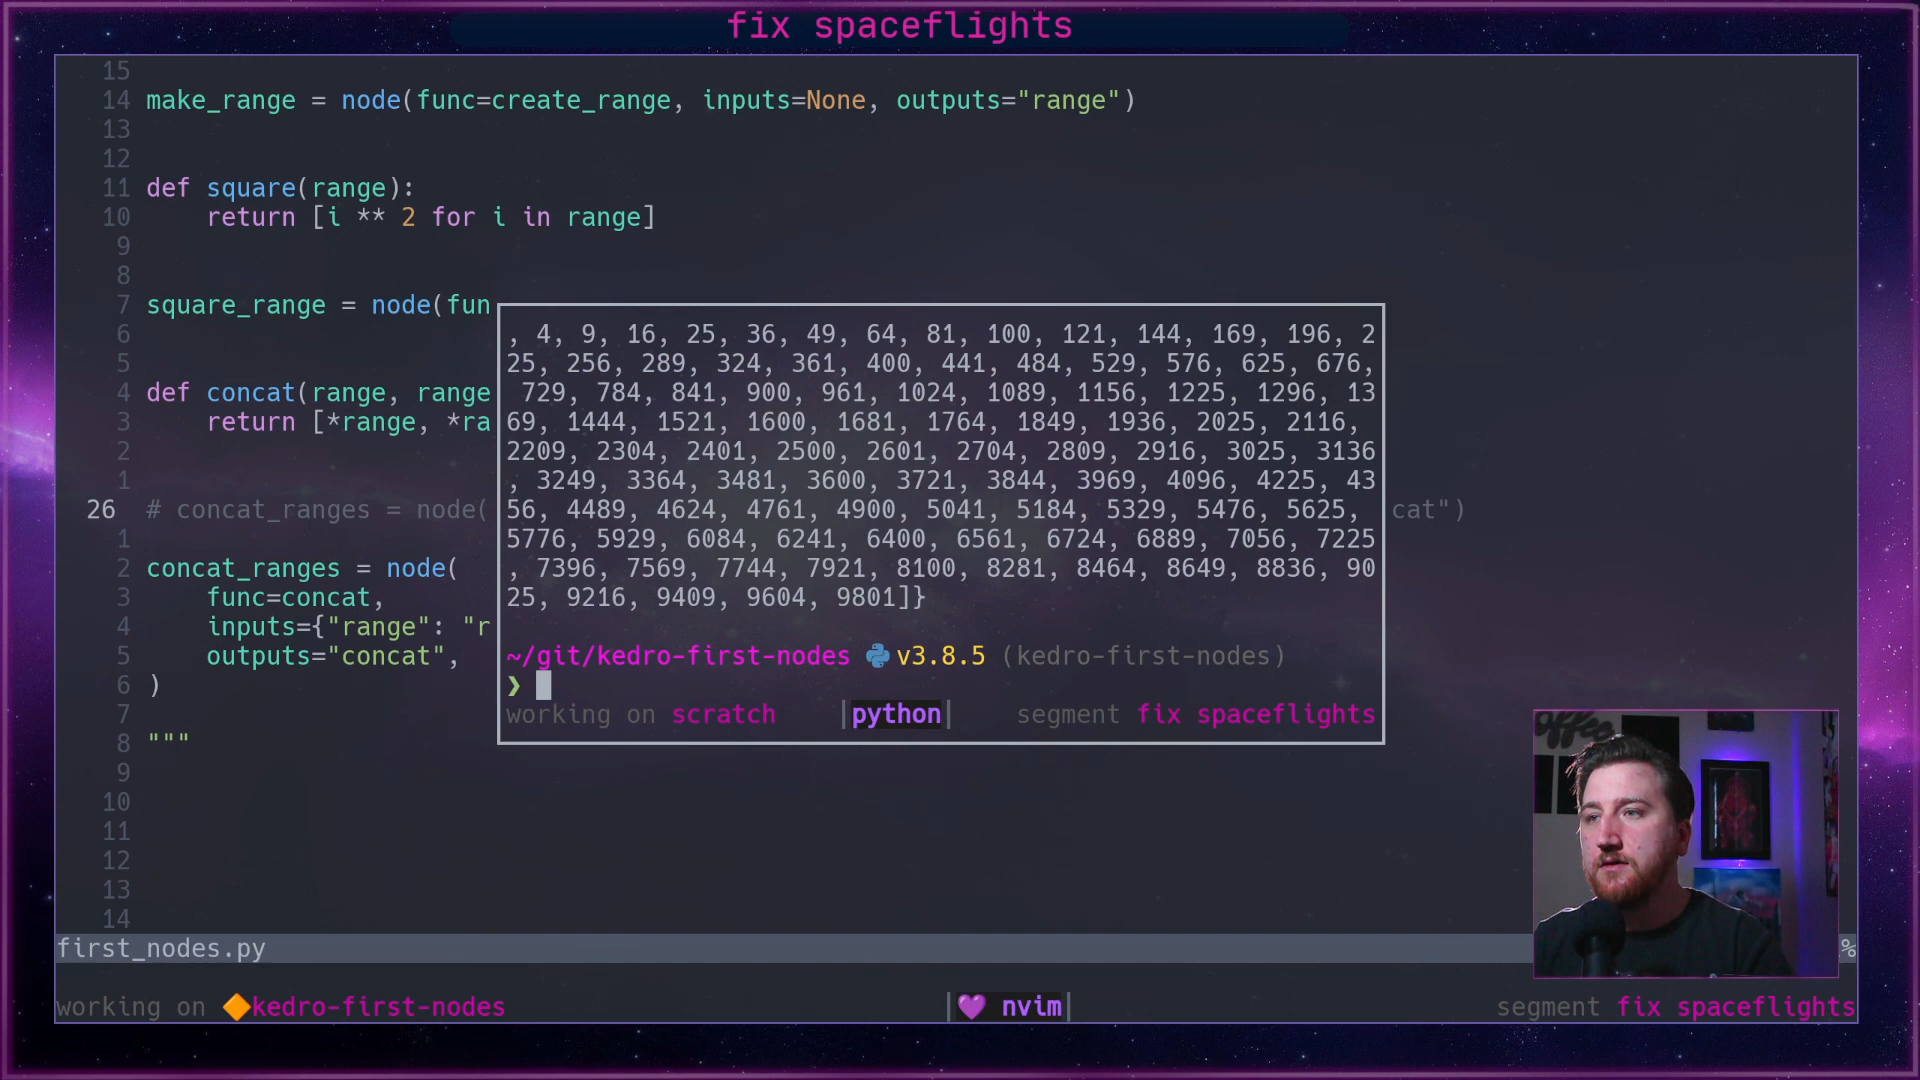 fix spaceflights
15
14 make_range = node(func=create_range, inputs=None, outputs="range")
13
12
11 def square(range):
10     return [i ** 2 for i in range]
9
8
7 square_range = node(fun
6
5
4 def concat(range, range
3     return [*range, *ra
2
1
26 # concat_ranges = node( cat")
1
2 concat_ranges = node(
3     func=concat,
4     inputs={"range": "r
5     outputs="concat",
6 )
7
8 """
9
10
11
12
13
14
, 4, 9, 16, 25, 36, 49, 64, 81, 100, 121, 144, 169, 196, 2
25, 256, 289, 324, 361, 400, 441, 484, 529, 576, 625, 676,
729, 784, 841, 900, 961, 1024, 1089, 1156, 1225, 1296, 13
69, 1444, 1521, 1600, 1681, 1764, 1849, 1936, 2025, 2116,
2209, 2304, 2401, 2500, 2601, 2704, 2809, 2916, 3025, 3136
, 3249, 3364, 3481, 3600, 3721, 3844, 3969, 4096, 4225, 43
56, 4489, 4624, 4761, 4900, 5041, 5184, 5329, 5476, 5625,
5776, 5929, 6084, 6241, 6400, 6561, 6724, 6889, 7056, 7225
, 7396, 7569, 7744, 7921, 8100, 8281, 8464, 8649, 8836, 90
25, 9216, 9409, 9604, 9801]]}
~/git/kedro-first-nodes v3.8.5 (kedro-first-nodes)
❯
working on scratch |python| segment fix spaceflights
first_nodes.py %
working on 🔶kedro-first-nodes |💜 nvim| segment fix spaceflights